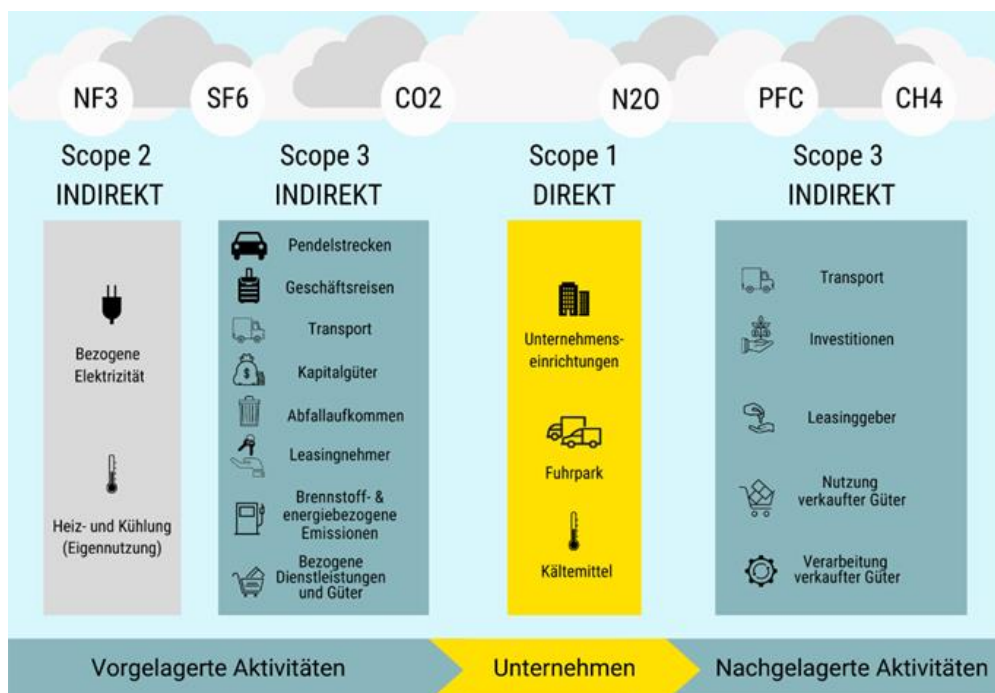 NF3
SF6
CO2
N2O
PFC
CH4
Scope 2
INDIREKT
Bezogene
Elektrizität
Heiz- und Kühlung
(Eigennutzung)
Scope 3
INDIREKT
Pendelstrecken
Geschäftsreisen
Transport
$
Kapitalgüter
Abfallaufkommen
Leasingnehmer
Brennstoff- &
energiebezogene
Emissionen
Bezogene
Dienstleistungen
und Güter
Scope 1
DIREKT
Unternehmens-
einrichtungen
Fuhrpark
Kältemittel
Scope 3
INDIREKT
Transport
Investitionen
Leasinggeber
Nutzung
verkaufter Güter
Verarbeitung
verkaufter Güter
Vorgelagerte Aktivitäten
Unternehmen
Nachgelagerte Aktivitäten